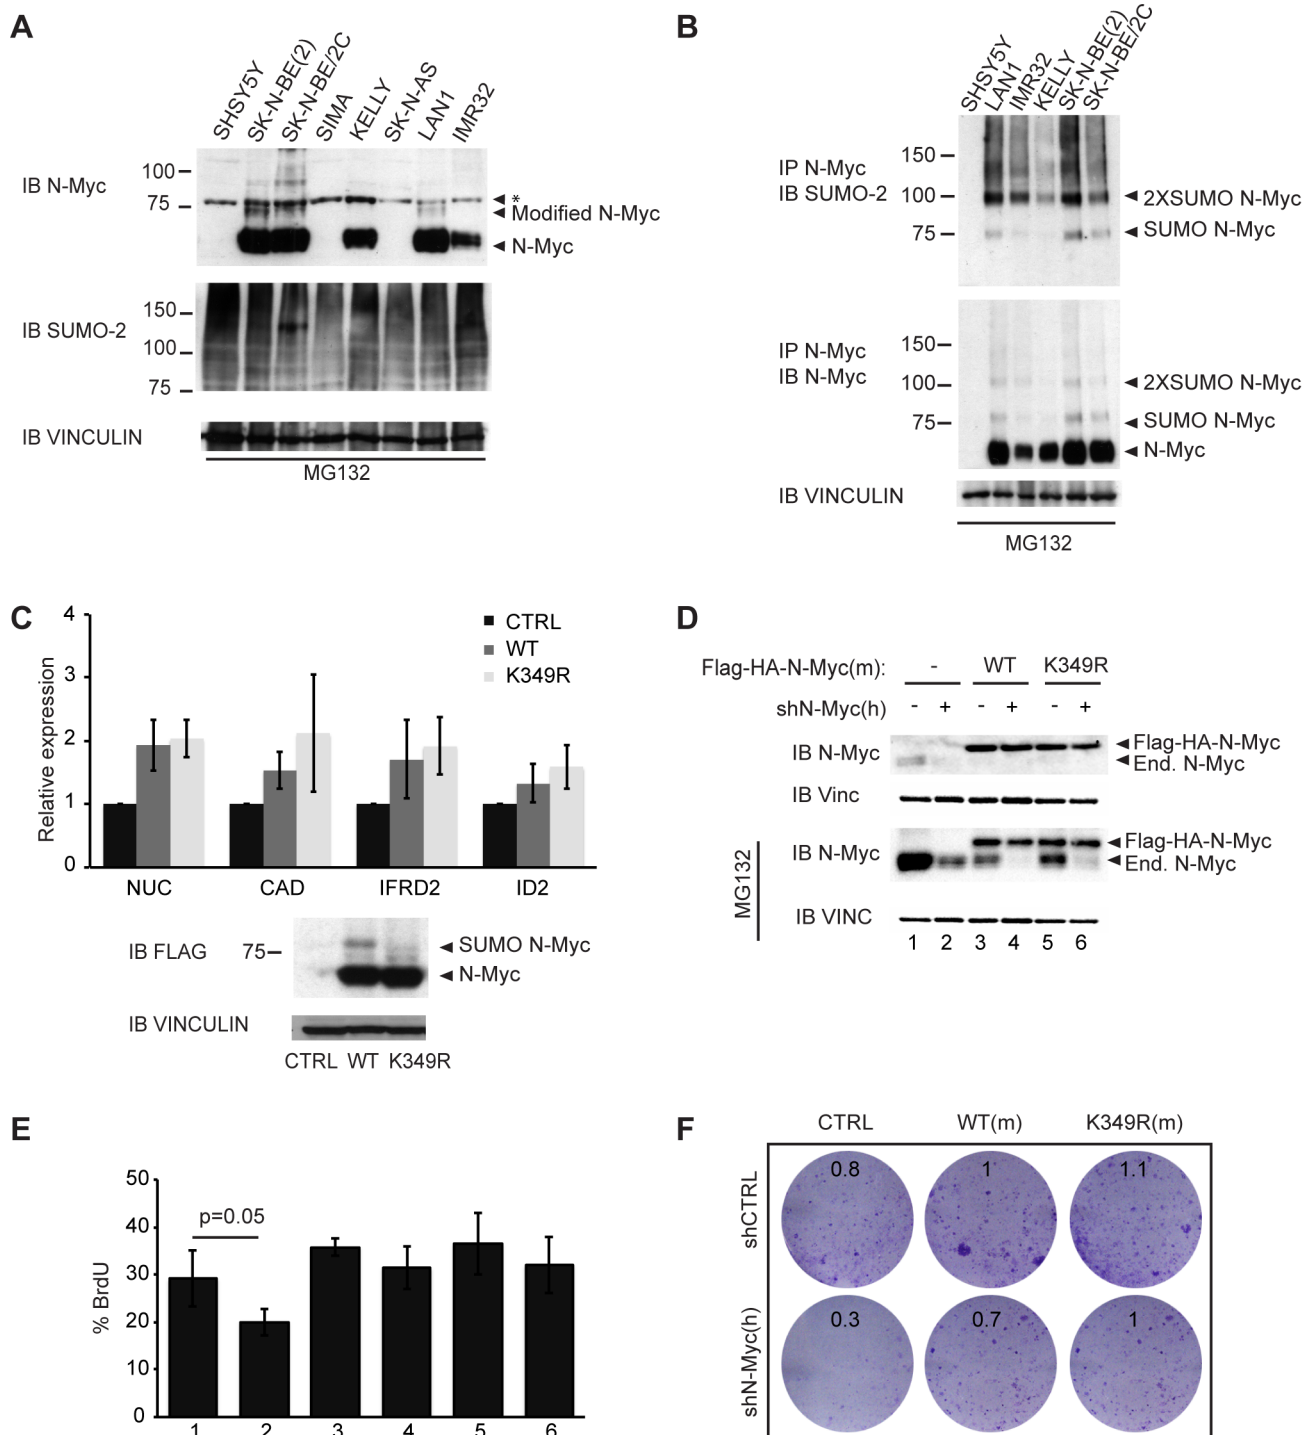 A
SHSY5Y
SK-N-BE(2)
SK-N-BE/2C
SIMA
KELLY
SK-N-AS
LAN1
IMR32
IB N-Myc
100
75
*
Modified N-Myc
N-Myc
IB SUMO-2
150
100
75
IB VINCULIN
MG132
B
SHSY5Y
LAN1
IMR32
KELLY
SK-N-BE(2)
SK-N-BE/2C
IP N-Myc
IB SUMO-2
150
100
75
2XSUMO N-Myc
SUMO N-Myc
IP N-Myc
IB N-Myc
150
100
75
2XSUMO N-Myc
SUMO N-Myc
N-Myc
IB VINCULIN
MG132
C
Relative expression
4
3
2
1
0
CTRL
WT
K349R
NUC CAD IFRD2 ID2
IB FLAG
75
SUMO N-Myc
N-Myc
IB VINCULIN
CTRL WT K349R
D
Flag-HA-N-Myc(m): - WT K349R
shN-Myc(h) - + - + - +
IB N-Myc
Flag-HA-N-Myc
End. N-Myc
IB Vinc
MG132
IB N-Myc
Flag-HA-N-Myc
End. N-Myc
IB VINC
1 2 3 4 5 6
E
% BrdU
50
40
30
20
10
0
p=0.05
1 2 3 4 5 6
F
CTRL WT(m) K349R(m)
shCTRL
0.8 1 1.1
shN-Myc(h)
0.3 0.7 1